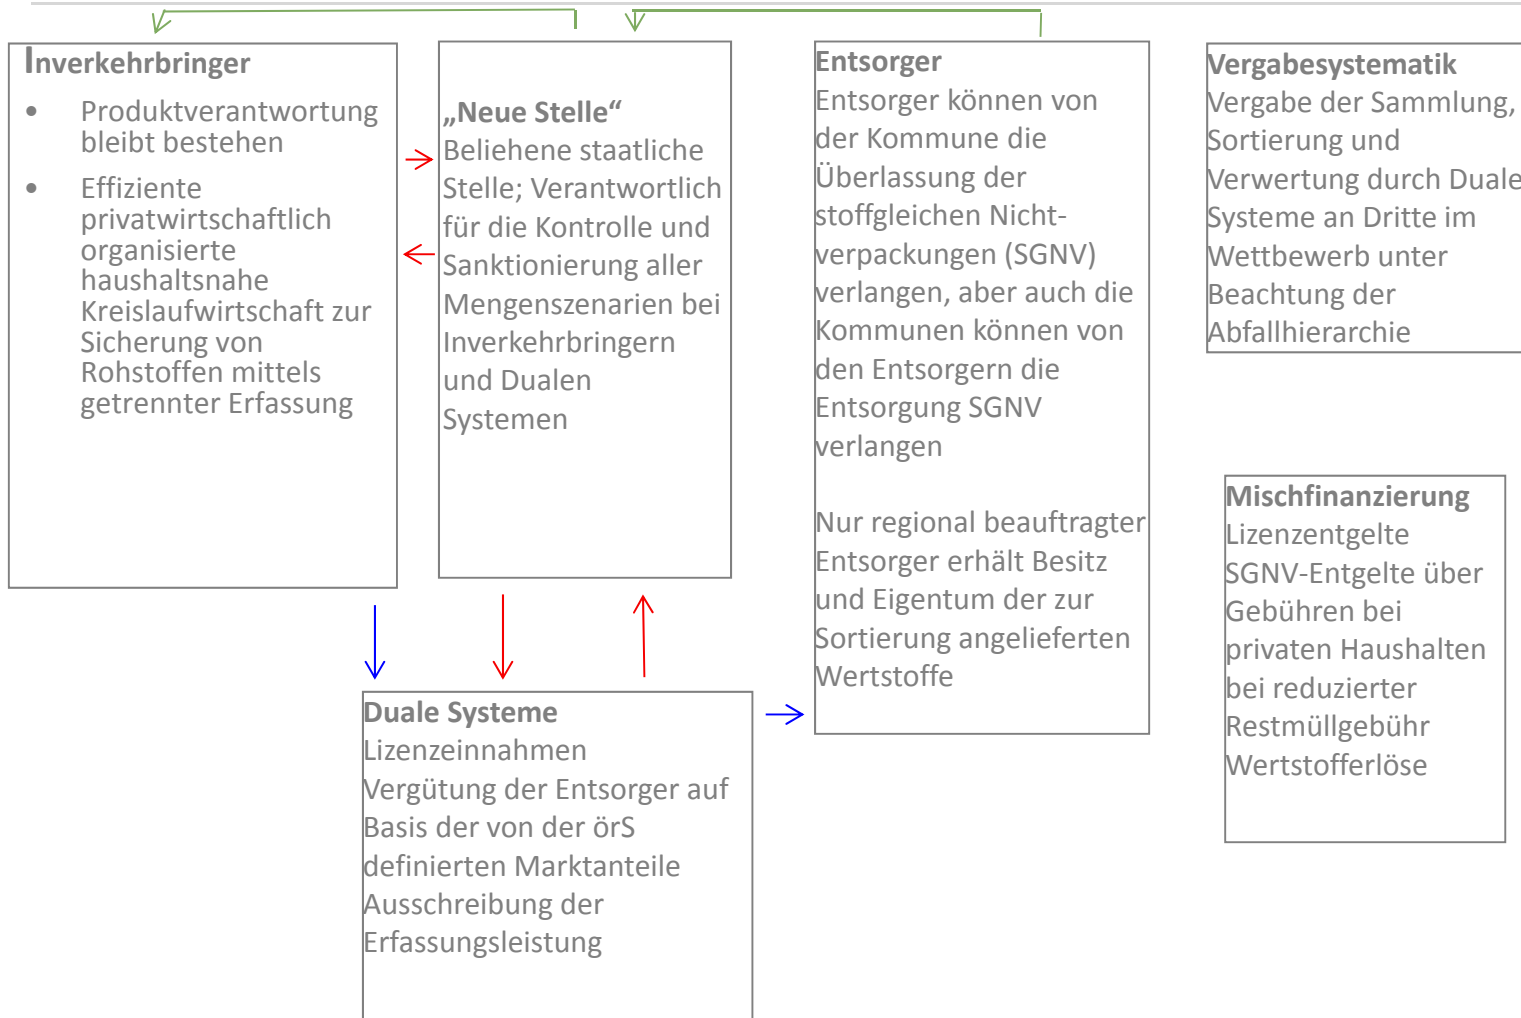 Inverkehrbringer
• Produktverantwortung
bleibt bestehen
• Effiziente
privatwirtschaftlich
organisierte
haushaltsnahe
Kreislaufwirtschaft zur
Sicherung von
Rohstoffen mittels
getrennter Erfassung
„Neue Stelle“
Beliehene staatliche
Stelle; Verantwortlich
für die Kontrolle und
Sanktionierung aller
Mengenszenarien bei
Inverkehrbringern
und Dualen
Systemen
Entsorger
Entsorger können von
der Kommune die
Überlassung der
stoffgleichen Nicht-
verpackungen (SGNV)
verlangen, aber auch die
Kommunen können von
den Entsorgern die
Entsorgung SGNV
verlangen
Nur regional beauftragter
Entsorger erhält Besitz
und Eigentum der zur
Sortierung angelieferten
Wertstoffe
Vergabesystematik
Vergabe der Sammlung,
Sortierung und
Verwertung durch Duale
Systeme an Dritte im
Wettbewerb unter
Beachtung der
Abfallhierarchie
Mischfinanzierung
Lizenzentgelte
SGNV-Entgelte über
Gebühren bei
privaten Haushalten
bei reduzierter
Restmüllgebühr
Wertstofferlöse
Duale Systeme
Lizenzeinnahmen
Vergütung der Entsorger auf
Basis der von der örS
definierten Marktanteile
Ausschreibung der
Erfassungsleistung